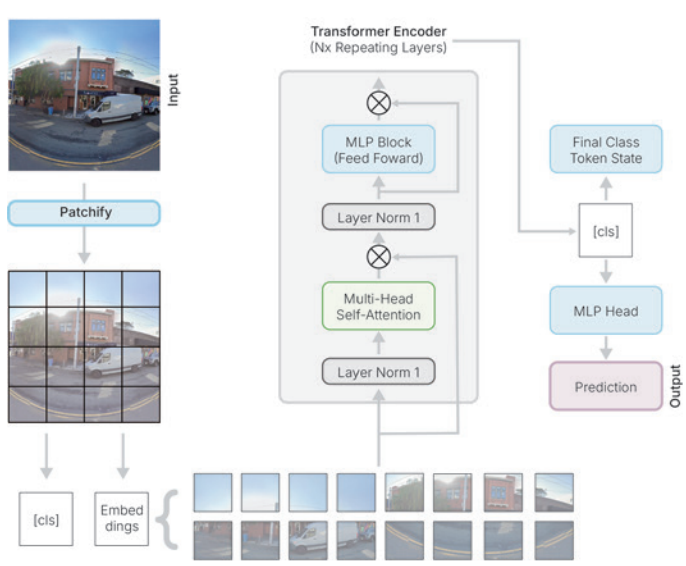 Transformer Encoder
(Nx Repeating Layers)
Input
Patchify
MLP Block
(Feed Foward)
Layer Norm 1
Multi-Head
Self-Attention
Layer Norm 1
Final Class
Token State
[cls]
MLP Head
Prediction
Output
[cls]
Embed
dings